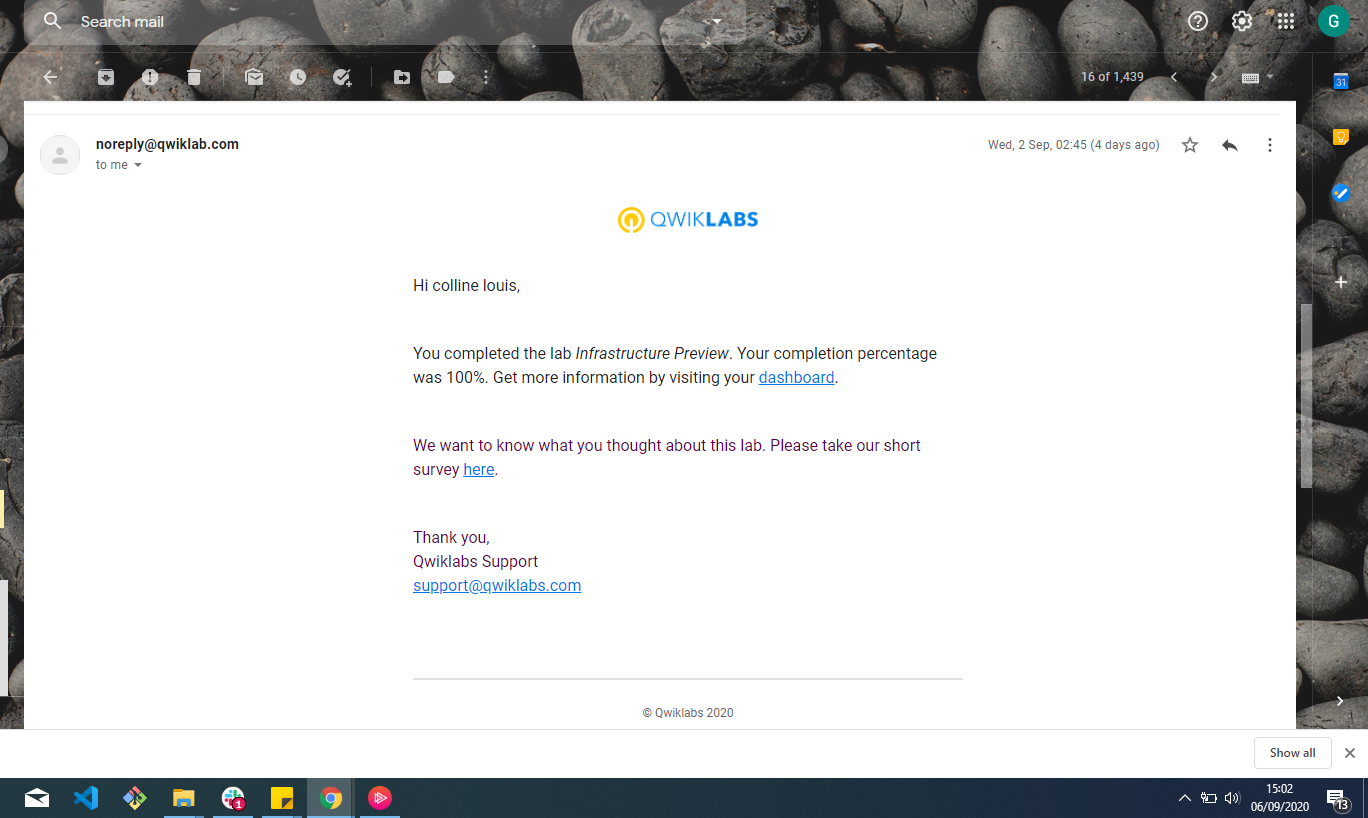 Search mail
G
16 of 1,439
31
noreply@qwiklab.com
Wed, 2 Sep, 02:45 (4 days ago)
to me
QWIKLABS
Hi colline louis,
You completed the lab Infrastructure Preview. Your completion percentage
was 100%. Get more information by visiting your dashboard.
We want to know what you thought about this lab. Please take our short
survey here.
Thank you,
Qwiklabs Support
support@qwiklabs.com
© Qwiklabs 2020
Show all
1
15:02
06/09/2020
13